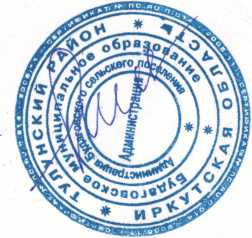 ИРКУТСКАЯ ОБЛАСТЬ * ТУЛУНСКИЙ РАЙОН *
Будаговское муниципальное образование
Администрация Будаговского сельского поселения
Администрация